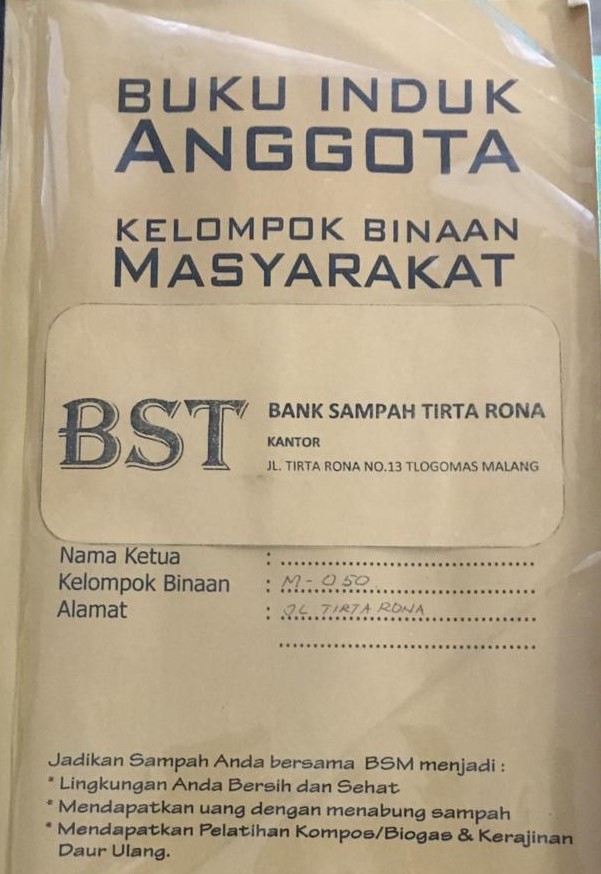 BUKU INDUK
ANGGOTA
KELOMPOK BINAAN
MASYARAKAT
BST
BANK SAMPAH TIRTA RONA
KANTOR
JL. TIRTA RONA NO.13 TLOGOMAS MALANG
Nama Ketua :
Kelompok Binaan : M-050
Alamat : JL TIRTA RONA
Jadikan Sampah Anda bersama BSM menjadi :
* Lingkungan Anda Bersih dan Sehat
* Mendapatkan uang dengan menabung sampah
* Mendapatkan Pelatihan Kompos/Biogas & Kerajinan
Daur Ulang.